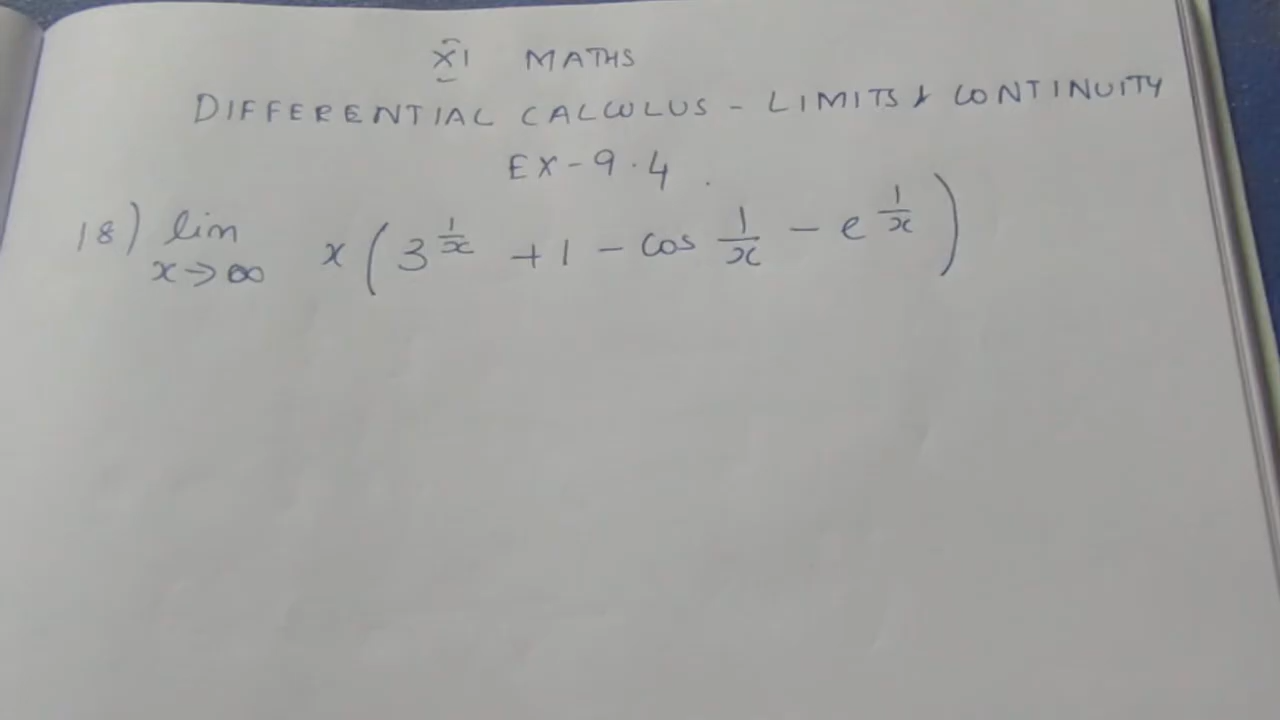 XI MATHS
DIFFERENTIAL CALCULUS - LIMITS & CONTINUITY
EX-9.4.
18) lim x→∞ x(3^(1/x) + 1 - cos 1/x - e^(1/x))